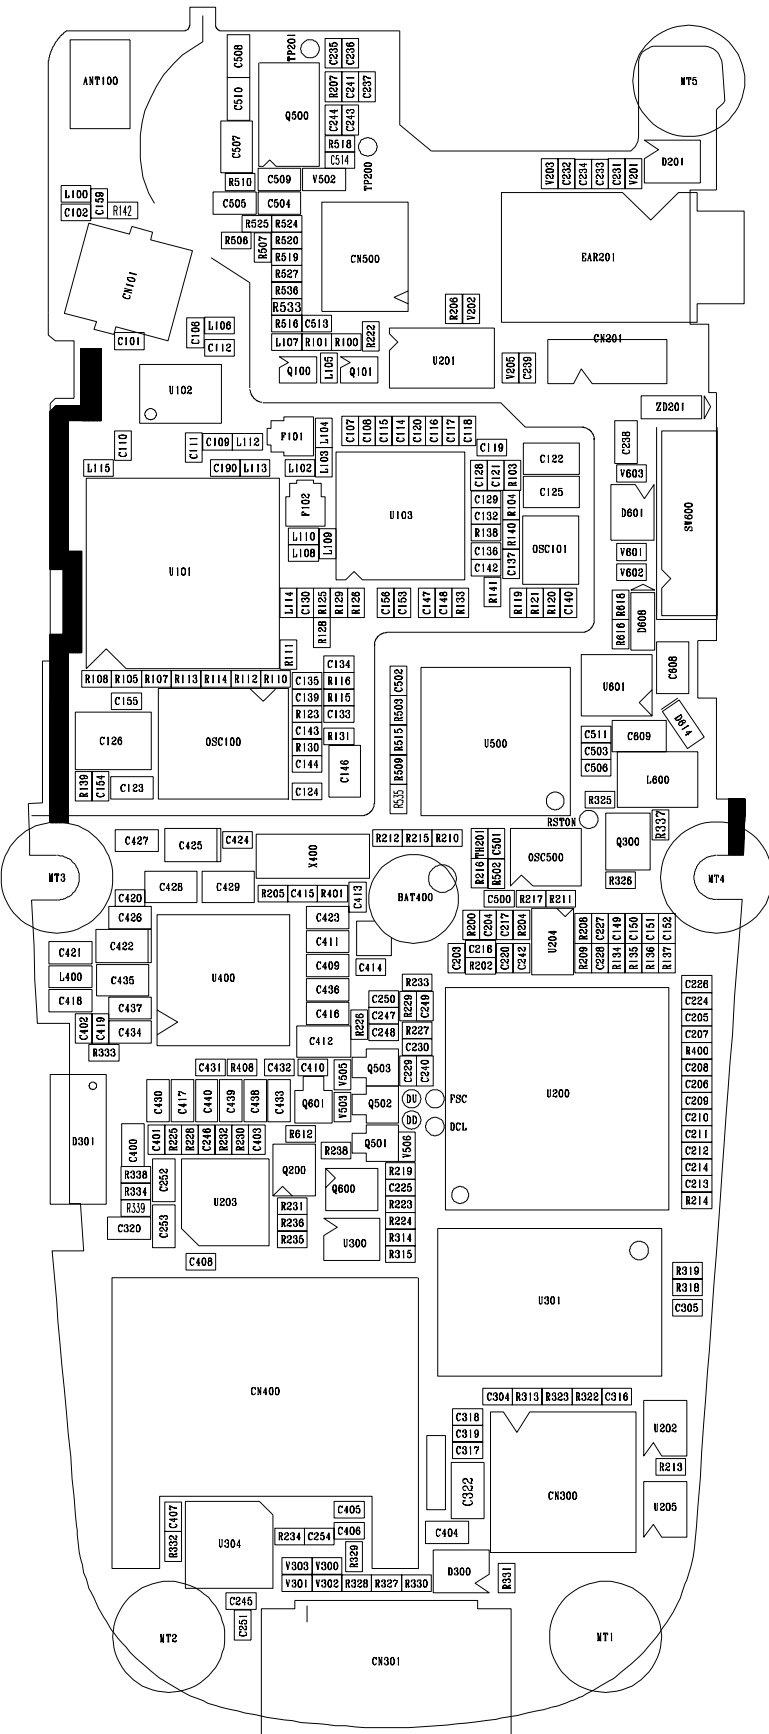 TP201
C508
C235
C236
ANT100
MT5
R207
C241
C237
C510
Q500
C244
C243
C507
R518
C514
D201
TP200
V203
C232
C234
C233
C231
V201
R510
C509
V502
L100
C159
C102
R142
C505
C504
R525
R524
R506
R507
R520
R519
CN500
EAR201
CN101
R527
R536
R533
R206
V202
R516
C513
C106
L106
R222
C101
L107
R101
R100
CN201
C112
U201
L105
V205
C239
Q100
Q101
U102
ZD201
L104
C107
C108
C115
C114
C120
C116
C117
C118
F101
C110
C111
C109
L112
C238
C119
L103
C122
L115
C190
L113
L102
C128
C121
R103
V603
C125
F102
C129
R104
U103
C132
D601
SW600
R138
R140
L110
L109
OSC101
L108
C136
V601
U101
C137
C142
V602
R141
L114
C130
R125
R129
R126
C156
C153
C147
C148
R133
R119
R121
R120
C140
R618
D608
R128
R616
R111
C134
C608
R108
R105
R107
R113
R114
R112
R110
C135
R116
C502
U601
C139
R115
C155
R503
R123
C133
D614
C143
R131
C511
C609
C126
OSC100
R515
U500
R130
C503
C146
C144
R509
C506
R139
C154
C123
L600
C124
R535
R325
RSTON
R337
C427
C425
C424
R212
R215
R210
TH201
C501
Q300
X400
OSC500
R216
R502
MT3
MT4
R326
C428
C429
R205
C415
R401
C413
BAT400
C420
C500
R217
R211
C426
C423
R200
C204
C217
R204
R208
C227
C149
C150
C151
C152
C422
C411
U204
C421
C203
C216
C220
C242
R209
C228
R134
R135
R136
R137
C409
C414
R202
L400
C435
U400
R233
C226
C436
C250
R229
C249
C418
C224
C437
C416
R226
C247
C205
C402
C419
C434
C248
R227
C207
C412
C230
R333
R400
C431
R408
C432
C410
V505
Q503
C229
C240
C208
C206
D301
C430
C417
C440
C439
C438
C433
Q601
V503
Q502
DU
FSC
U200
C209
C210
DD
DCL
C400
C401
R225
R228
C246
R232
R230
C403
R612
C211
R238
Q501
V506
C212
R338
C252
Q200
R219
C214
R334
C225
C213
R339
U203
Q600
R223
R214
R231
C320
C253
R236
R224
R235
U300
R314
R315
C408
R319
R318
U301
C305
CN400
C304
R313
R323
R322
C316
C318
U202
C319
C317
R213
C322
CN300
U205
C407
C405
C404
R332
U304
R234
C254
C406
R329
V303
V300
D300
R331
V301
V302
R328
R327
R330
C245
C251
MT2
MT1
CN301